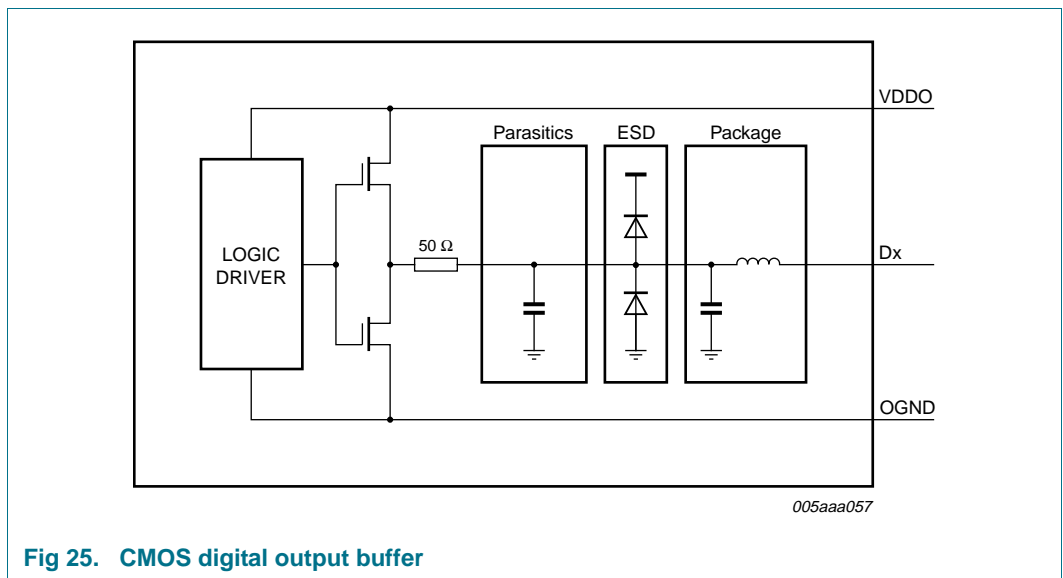 VDDO
Parasitics
ESD
Package
LOGIC
DRIVER
50 Ω
Dx
OGND
005aaa057
Fig 25. CMOS digital output buffer